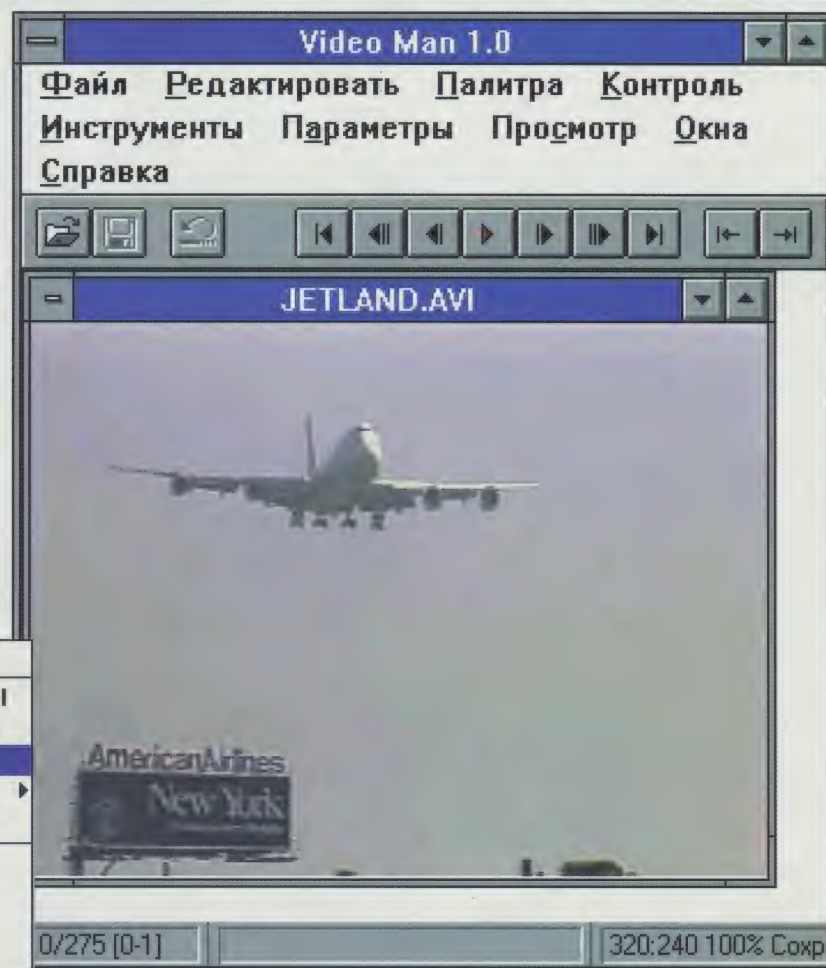 Video Man 1.0
Файл Редактировать Палитра Контроль
Инструменты Параметры Просмотр Окна
Справка
JETLAND.AVI
AmericanAirlines
New York
0/275 [0-1]
320:240 100% Сохр